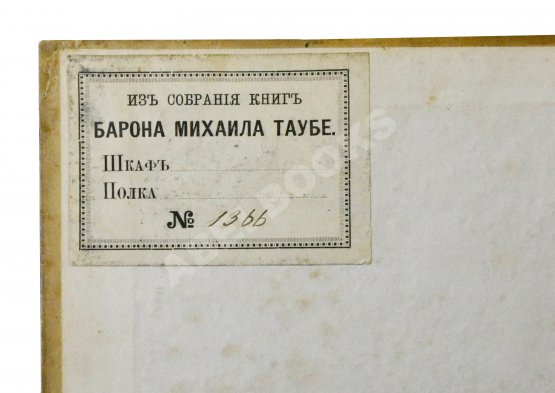 ИЗЪ СОБРАНІЯ КНИГЪ
БАРОНА МИХАИЛА ТАУБЕ.
Шкафъ
Полка
№ 1366